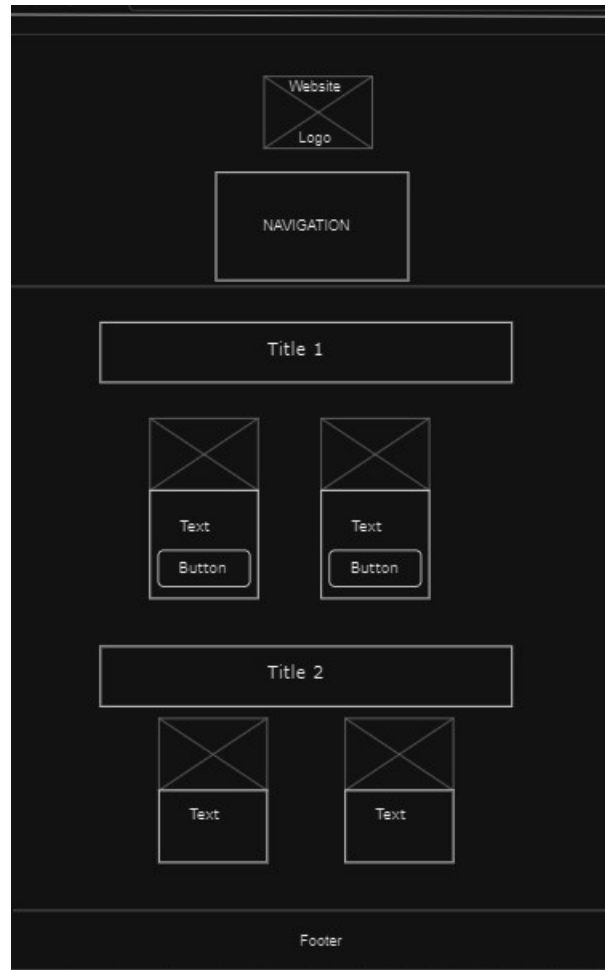 Website
Logo
NAVIGATION
Title 1
Text
Text
Button
Button
Title 2
Text
Text
Footer